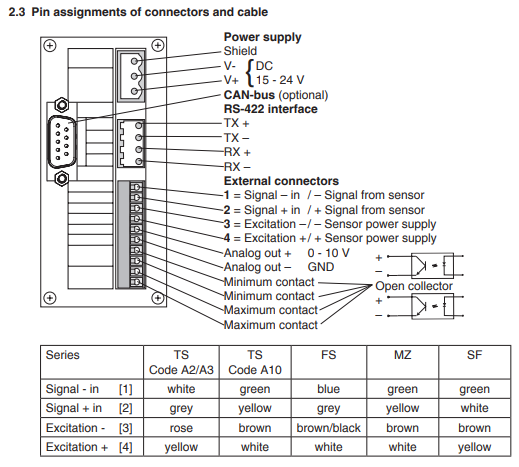 2.3 Pin assignments of connectors and cable
Power supply
Shield
V- { DC
V+ 15 - 24 V
CAN-bus (optional)
RS-422 interface
TX +
TX –
RX +
RX –
External connectors
1 = Signal – in / – Signal from sensor
2 = Signal + in / + Signal from sensor
3 = Excitation –/ – Sensor power supply
4 = Excitation +/ + Sensor power supply
Analog out + 0 - 10 V
Analog out – GND
Minimum contact
Minimum contact
Maximum contact
Maximum contact
+
–
Open collector
+
–
Series TS TS FS MZ SF
Code A2/A3 Code A10
Signal - in [1] white green blue green green
Signal + in [2] grey yellow grey yellow white
Excitation - [3] rose brown brown/black brown brown
Excitation + [4] yellow white white white yellow